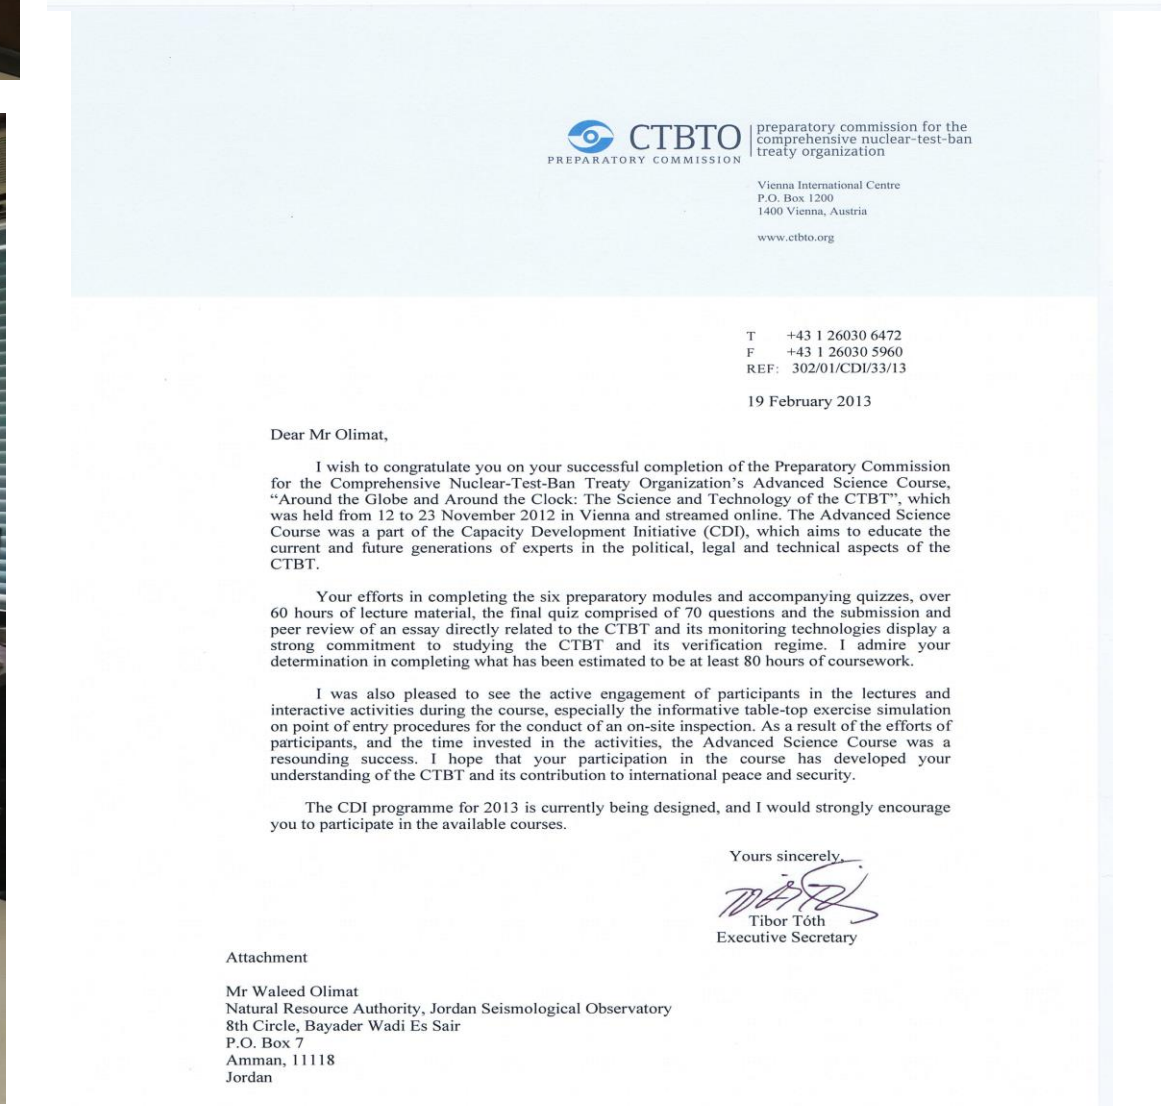 CTBTO
PREPARATORY COMMISSION
preparatory commission for the
comprehensive nuclear-test-ban
treaty organization
Vienna International Centre
P.O. Box 1200
1400 Vienna, Austria
www.ctbto.org
T +43 1 26030 6472
F +43 1 26030 5960
REF: 302/01/CDI/33/13
19 February 2013
Dear Mr Olimat,
I wish to congratulate you on your successful completion of the Preparatory Commission
for the Comprehensive Nuclear-Test-Ban Treaty Organization's Advanced Science Course,
“Around the Globe and Around the Clock: The Science and Technology of the CTBT”, which
was held from 12 to 23 November 2012 in Vienna and streamed online. The Advanced Science
Course was a part of the Capacity Development Initiative (CDI), which aims to educate the
current and future generations of experts in the political, legal and technical aspects of the
CTBT.
Your efforts in completing the six preparatory modules and accompanying quizzes, over
60 hours of lecture material, the final quiz comprised of 70 questions and the submission and
peer review of an essay directly related to the CTBT and its monitoring technologies display a
strong commitment to studying the CTBT and its verification regime. I admire your
determination in completing what has been estimated to be at least 80 hours of coursework.
I was also pleased to see the active engagement of participants in the lectures and
interactive activities during the course, especially the informative table-top exercise simulation
on point of entry procedures for the conduct of an on-site inspection. As a result of the efforts of
participants, and the time invested in the activities, the Advanced Science Course was a
resounding success. I hope that your participation in the course has developed your
understanding of the CTBT and its contribution to international peace and security.
The CDI programme for 2013 is currently being designed, and I would strongly encourage
you to participate in the available courses.
Yours sincerely,
Tibor Tóth
Executive Secretary
Attachment
Mr Waleed Olimat
Natural Resource Authority, Jordan Seismological Observatory
8th Circle, Bayader Wadi Es Sair
P.O. Box 7
Amman, 11118
Jordan